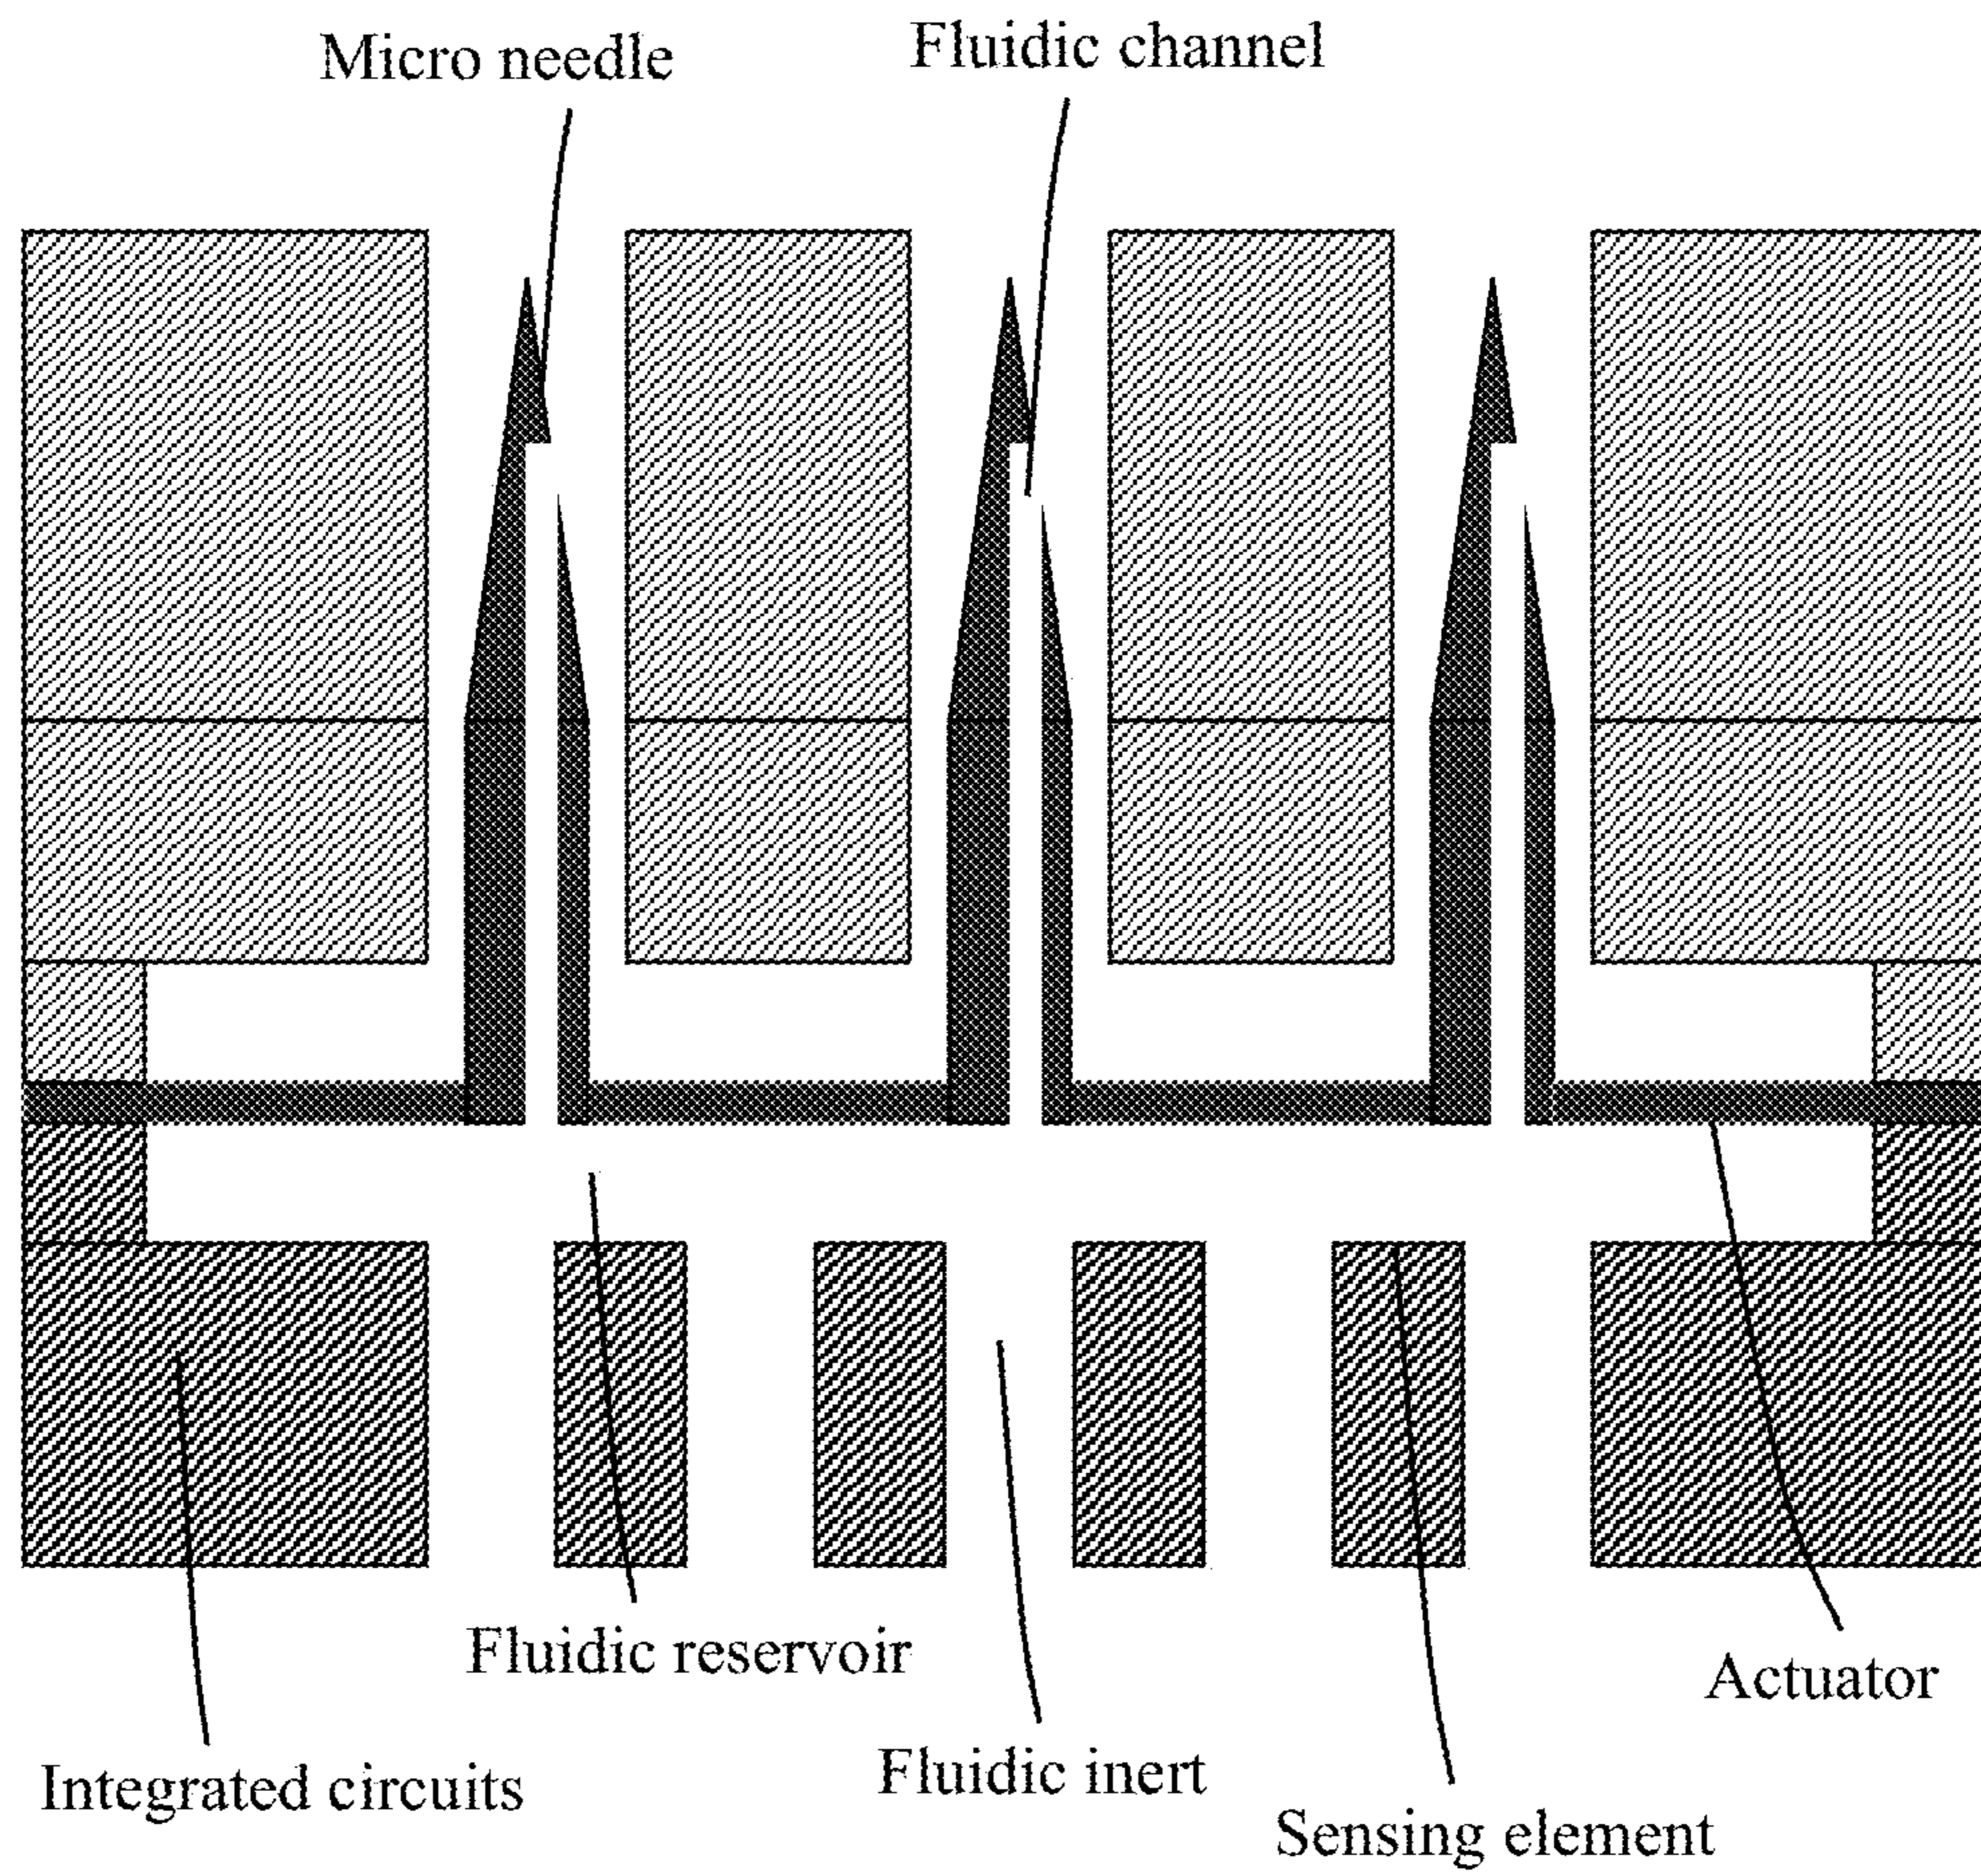 Micro needle
Fluidic channel
Fluidic reservoir
Actuator
Integrated circuits
Fluidic inert
Sensing element